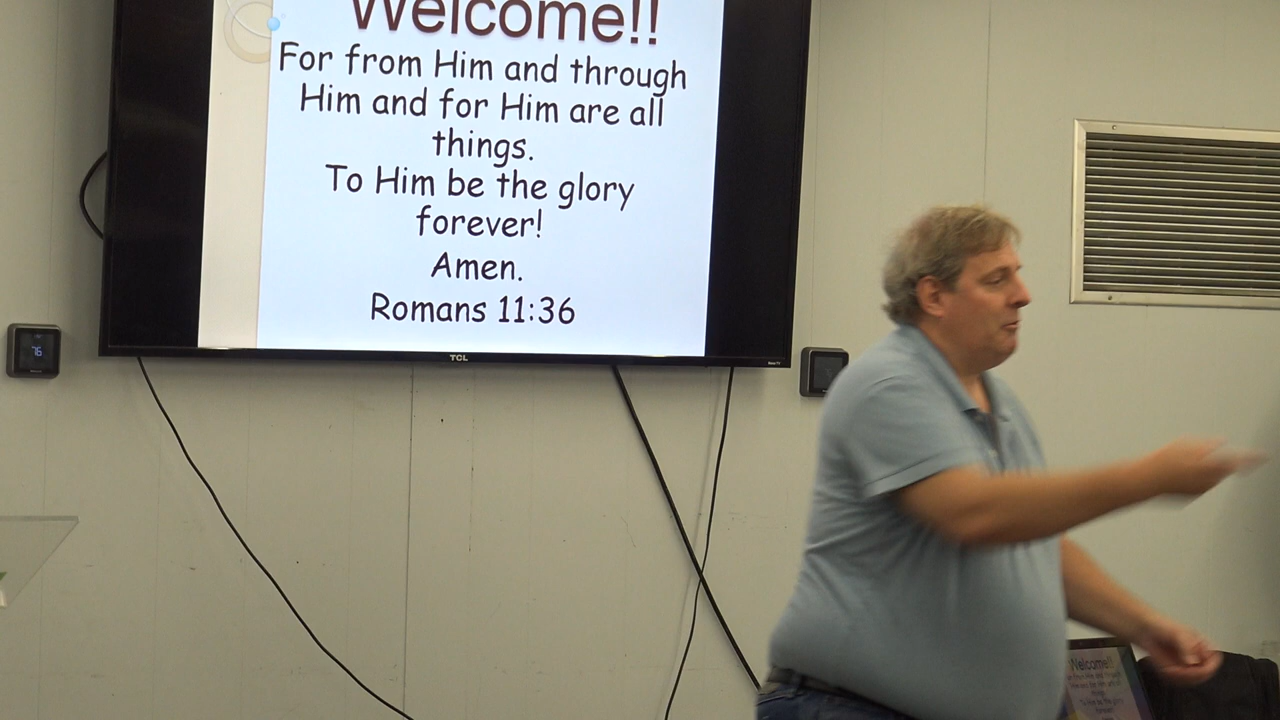 Welcome!!
For from Him and through
Him and for Him are all
things.
To Him be the glory
forever!
Amen.
Romans 11:36
TCL
76
Welcome!!